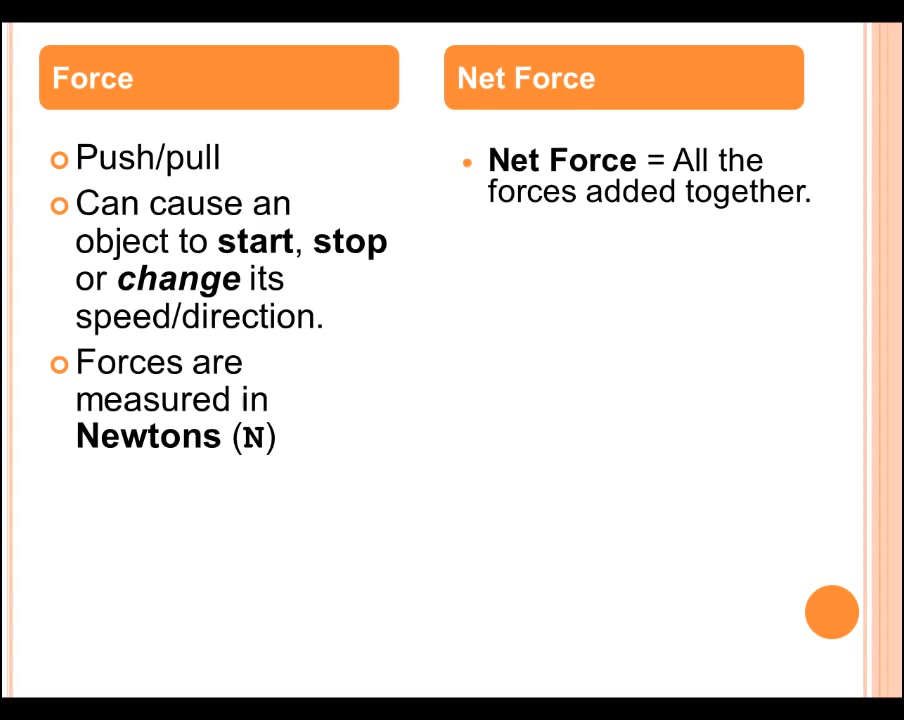 Force
Push/pull
Can cause an
object to start, stop
or change its
speed/direction.
Forces are
measured in
Newtons (N)
Net Force
Net Force = All the
forces added together.